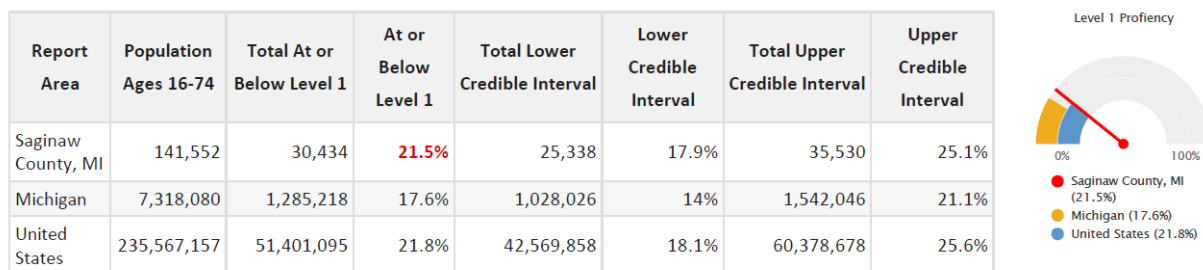 Report Area
Population Ages 16-74
Total At or Below Level 1
At or Below Level 1
Total Lower Credible Interval
Lower Credible Interval
Total Upper Credible Interval
Upper Credible Interval
Saginaw County, MI 141,552 30,434 21.5% 25,338 17.9% 35,530 25.1%
Michigan 7,318,080 1,285,218 17.6% 1,028,026 14% 1,542,046 21.1%
United States 235,567,157 51,401,095 21.8% 42,569,858 18.1% 60,378,678 25.6%
Level 1 Profiency
0% 100%
Saginaw County, MI
(21.5%)
Michigan (17.6%)
United States (21.8%)